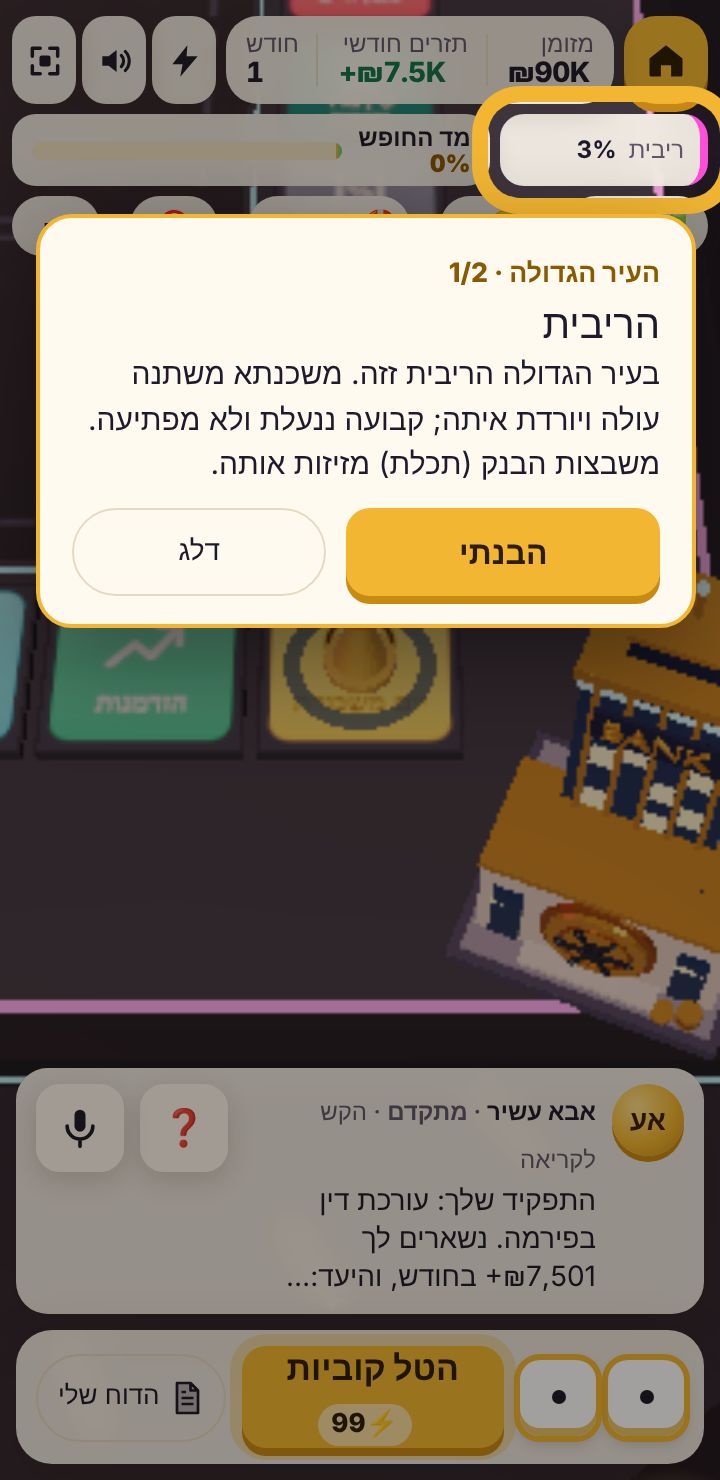 מזומן
₪90K
תזרים חודשי
+₪7.5K
חודש
1
ריבית 3%
מד החופש
0%
העיר הגדולה · 1/2
הריבית
בעיר הגדולה הריבית זזה. משכנתא משתנה
עולה ויורדת איתה; קבועה ננעלת ולא מפתיעה.
משבצות הבנק (תכלת) מזיזות אותה.
הבנתי
דלג
הזדמנות
BANK
אע
אבא עשיר · מתקדם · הקש
לקריאה
התפקיד שלך: עורכת דין
בפירמה. נשארים לך
+₪7,501 בחודש, והיעד:...
הטל קוביות
⚡99
הדוח שלי